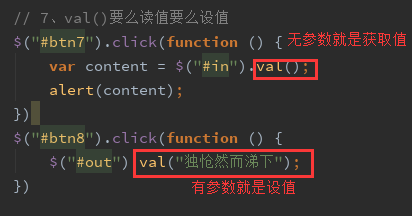 // 7、val()要么读值要么设值
$("#btn7").click(function () { 无参数就是获取值
var content = $("#in").val();
alert(content);
})
$("#btn8").click(function () {
$("#out") val("独怆然而涕下");
}) 有参数就是设值